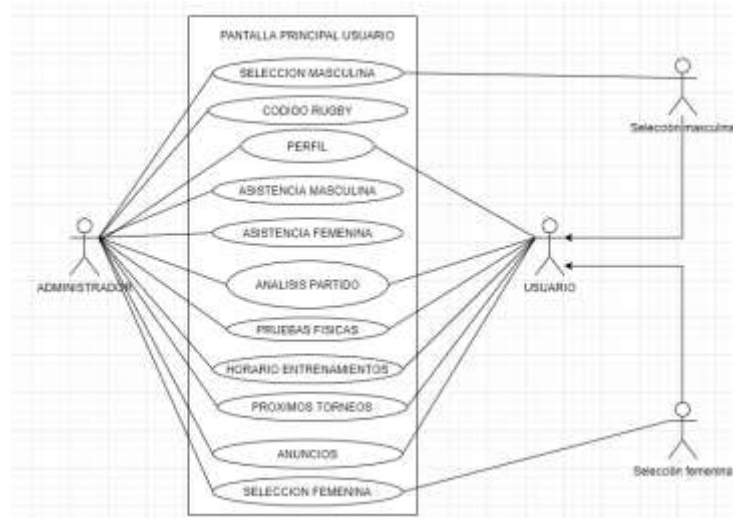 PANTALLA PRINCIPAL USUARIO
SELECCION MASCULINA
CODIGO RUGBY
PERFIL
ASISTENCIA MASCULINA
ASISTENCIA FEMENINA
ANALISIS PARTIDO
PRUEBAS FISICAS
HORARIO ENTRENAMIENTOS
PROXIMOS TORNEOS
ANUNCIOS
SELECCION FEMENINA
ADMINISTRADOR
USUARIO
Selección masculina
Selección femenina